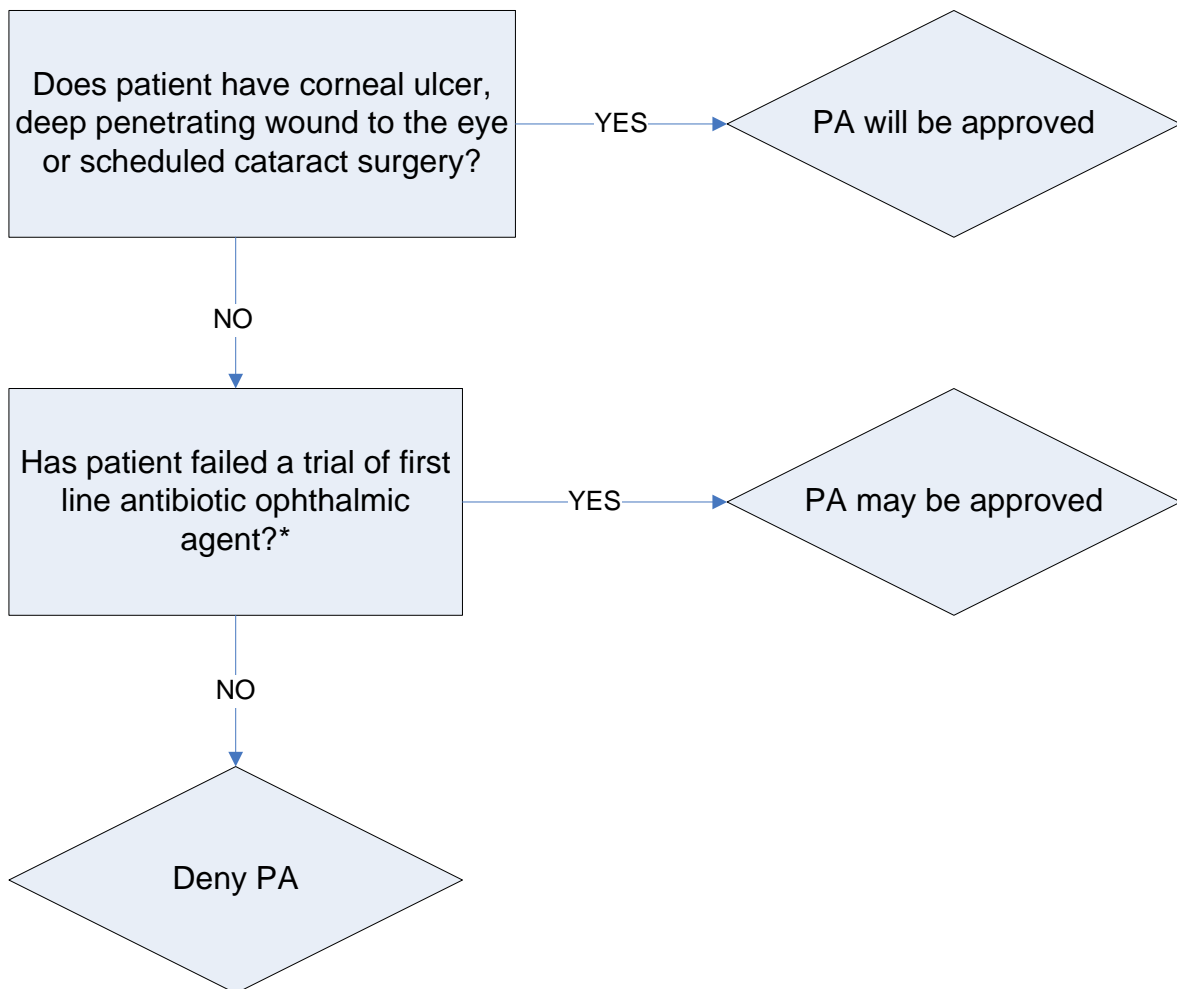 Does patient have corneal ulcer,
deep penetrating wound to the eye
or scheduled cataract surgery?
YES
PA will be approved
NO
Has patient failed a trial of first
line antibiotic ophthalmic
agent?*
YES
PA may be approved
NO
Deny PA